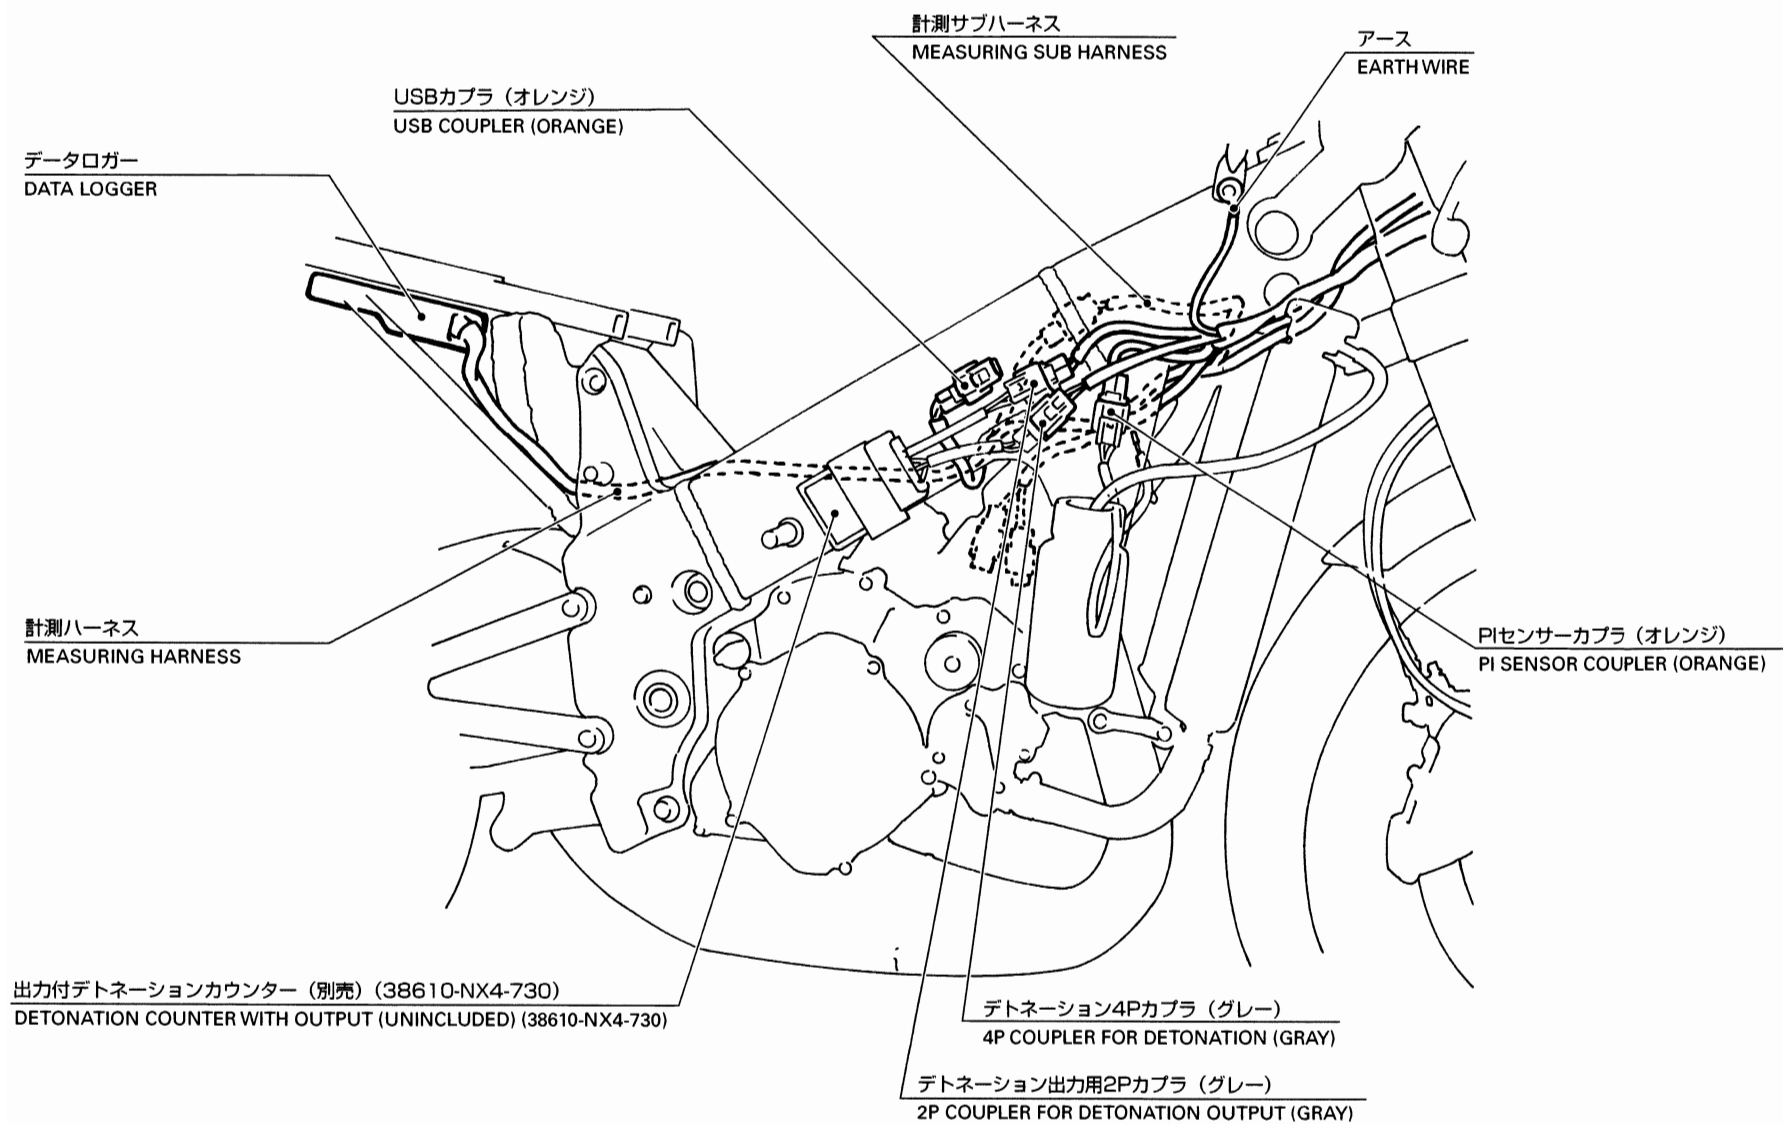 計測サブハーネス
MEASURING SUB HARNESS
アース
EARTH WIRE
USBカプラ（オレンジ）
USB COUPLER (ORANGE)
データロガー
DATA LOGGER
計測ハーネス
MEASURING HARNESS
PIセンサーカプラ（オレンジ）
PI SENSOR COUPLER (ORANGE)
出力付デトネーションカウンター（別売）（38610-NX4-730）
DETONATION COUNTER WITH OUTPUT (UNINCLUDED) (38610-NX4-730)
デトネーション4Pカプラ（グレー）
4P COUPLER FOR DETONATION (GRAY)
デトネーション出力用2Pカプラ（グレー）
2P COUPLER FOR DETONATION OUTPUT (GRAY)